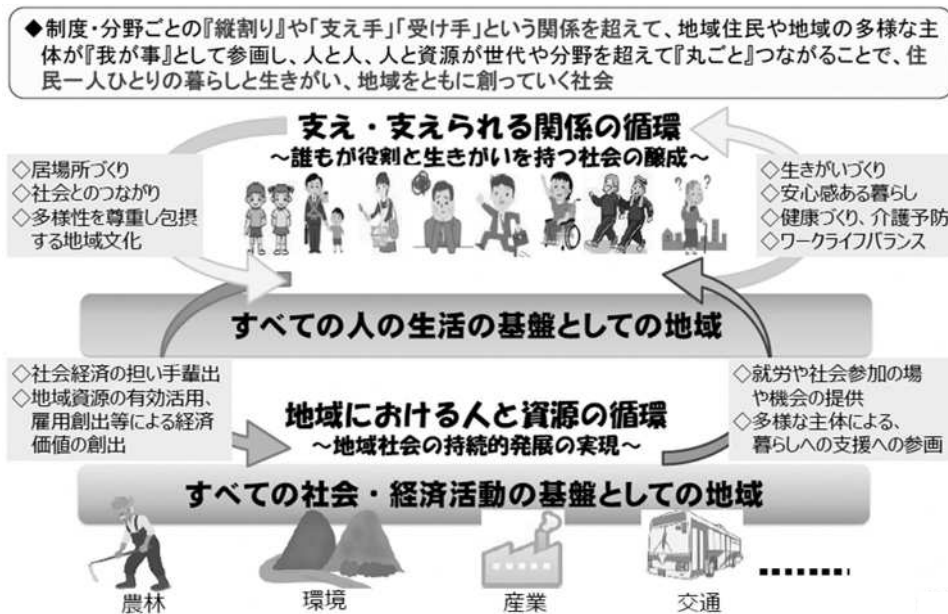 ◆制度・分野ごとの『縦割り』や「支え手」「受け手」という関係を超えて、地域住民や地域の多様な主
体が『我が事』として参画し、人と人、人と資源が世代や分野を超えて『丸ごと』つながることで、住
民一人ひとりの暮らしと生きがい、地域をともに創っていく社会
支え・支えられる関係の循環
～誰もが役割と生きがいを持つ社会の醸成～
◇居場所づくり
◇社会とのつながり
◇多様性を尊重し包摂
する地域文化
◇生きがいづくり
◇安心感ある暮らし
◇健康づくり、介護予防
◇ワークライフバランス
すべての人の生活の基盤としての地域
◇社会経済の担い手輩出
◇地域資源の有効活用、
雇用創出等による経済
価値の創出
地域における人と資源の循環
～地域社会の持続的発展の実現～
◇就労や社会参加の場
や機会の提供
◇多様な主体による、
暮らしへの支援への参画
すべての社会・経済活動の基盤としての地域
農林
環境
産業
交通